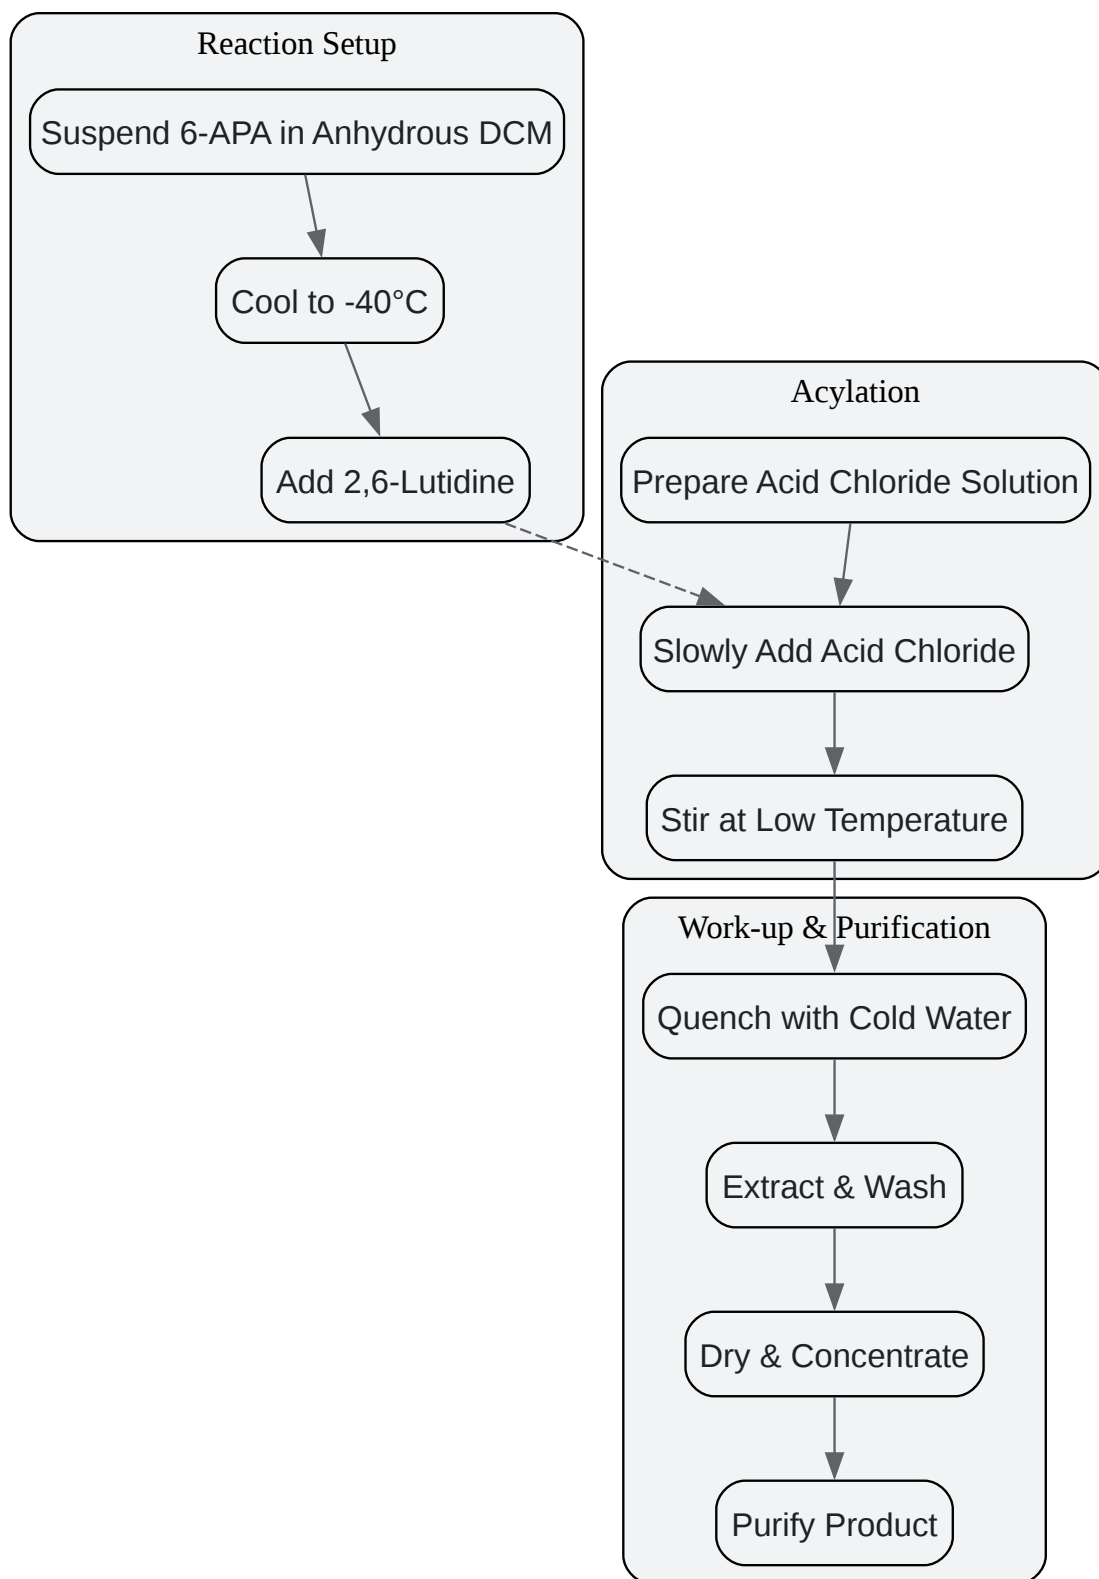 Reaction Setup
Suspend 6-APA in Anhydrous DCM
Cool to -40°C
Add 2,6-Lutidine
Acylation
Prepare Acid Chloride Solution
Slowly Add Acid Chloride
Stir at Low Temperature
Work-up & Purification
Quench with Cold Water
Extract & Wash
Dry & Concentrate
Purify Product